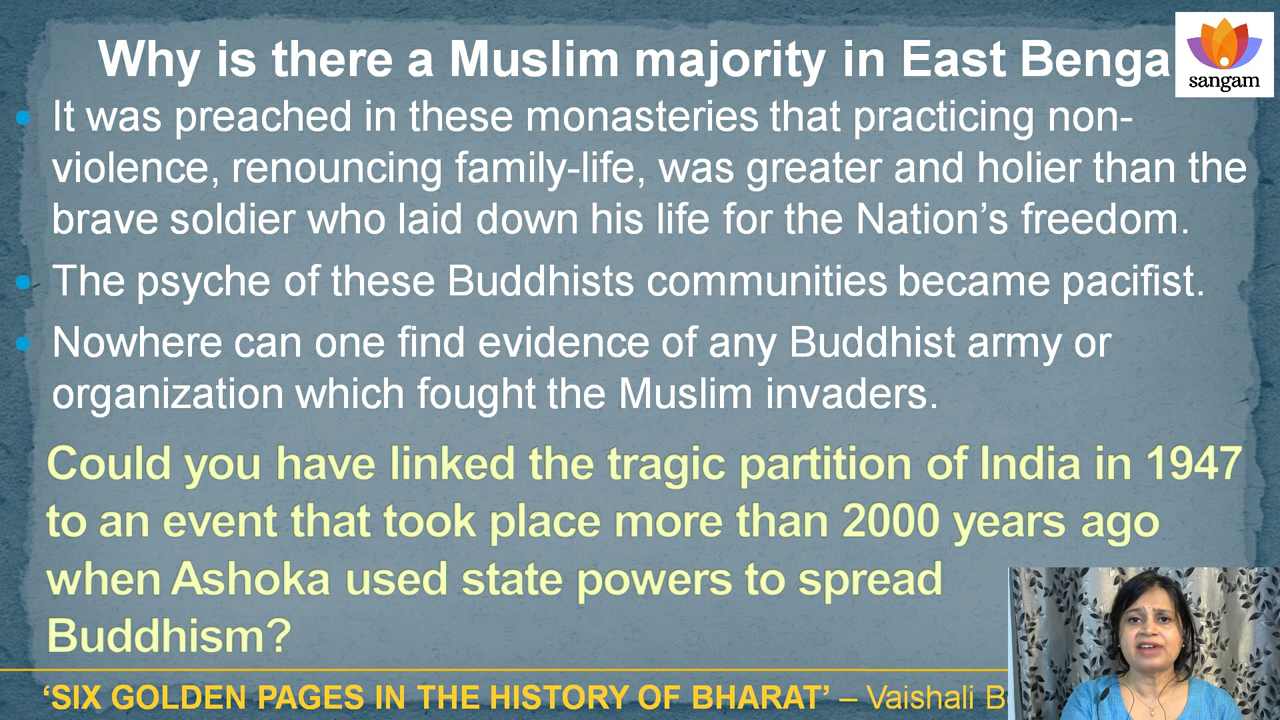 Why is there a Muslim majority in East Benga
sangam
It was preached in these monasteries that practicing non-
violence, renouncing family-life, was greater and holier than the
brave soldier who laid down his life for the Nation’s freedom.
The psyche of these Buddhists communities became pacifist.
Nowhere can one find evidence of any Buddhist army or
organization which fought the Muslim invaders.
Could you have linked the tragic partition of India in 1947
to an event that took place more than 2000 years ago
when Ashoka used state powers to spread
Buddhism?
‘SIX GOLDEN PAGES IN THE HISTORY OF BHARAT’ – Vaishali